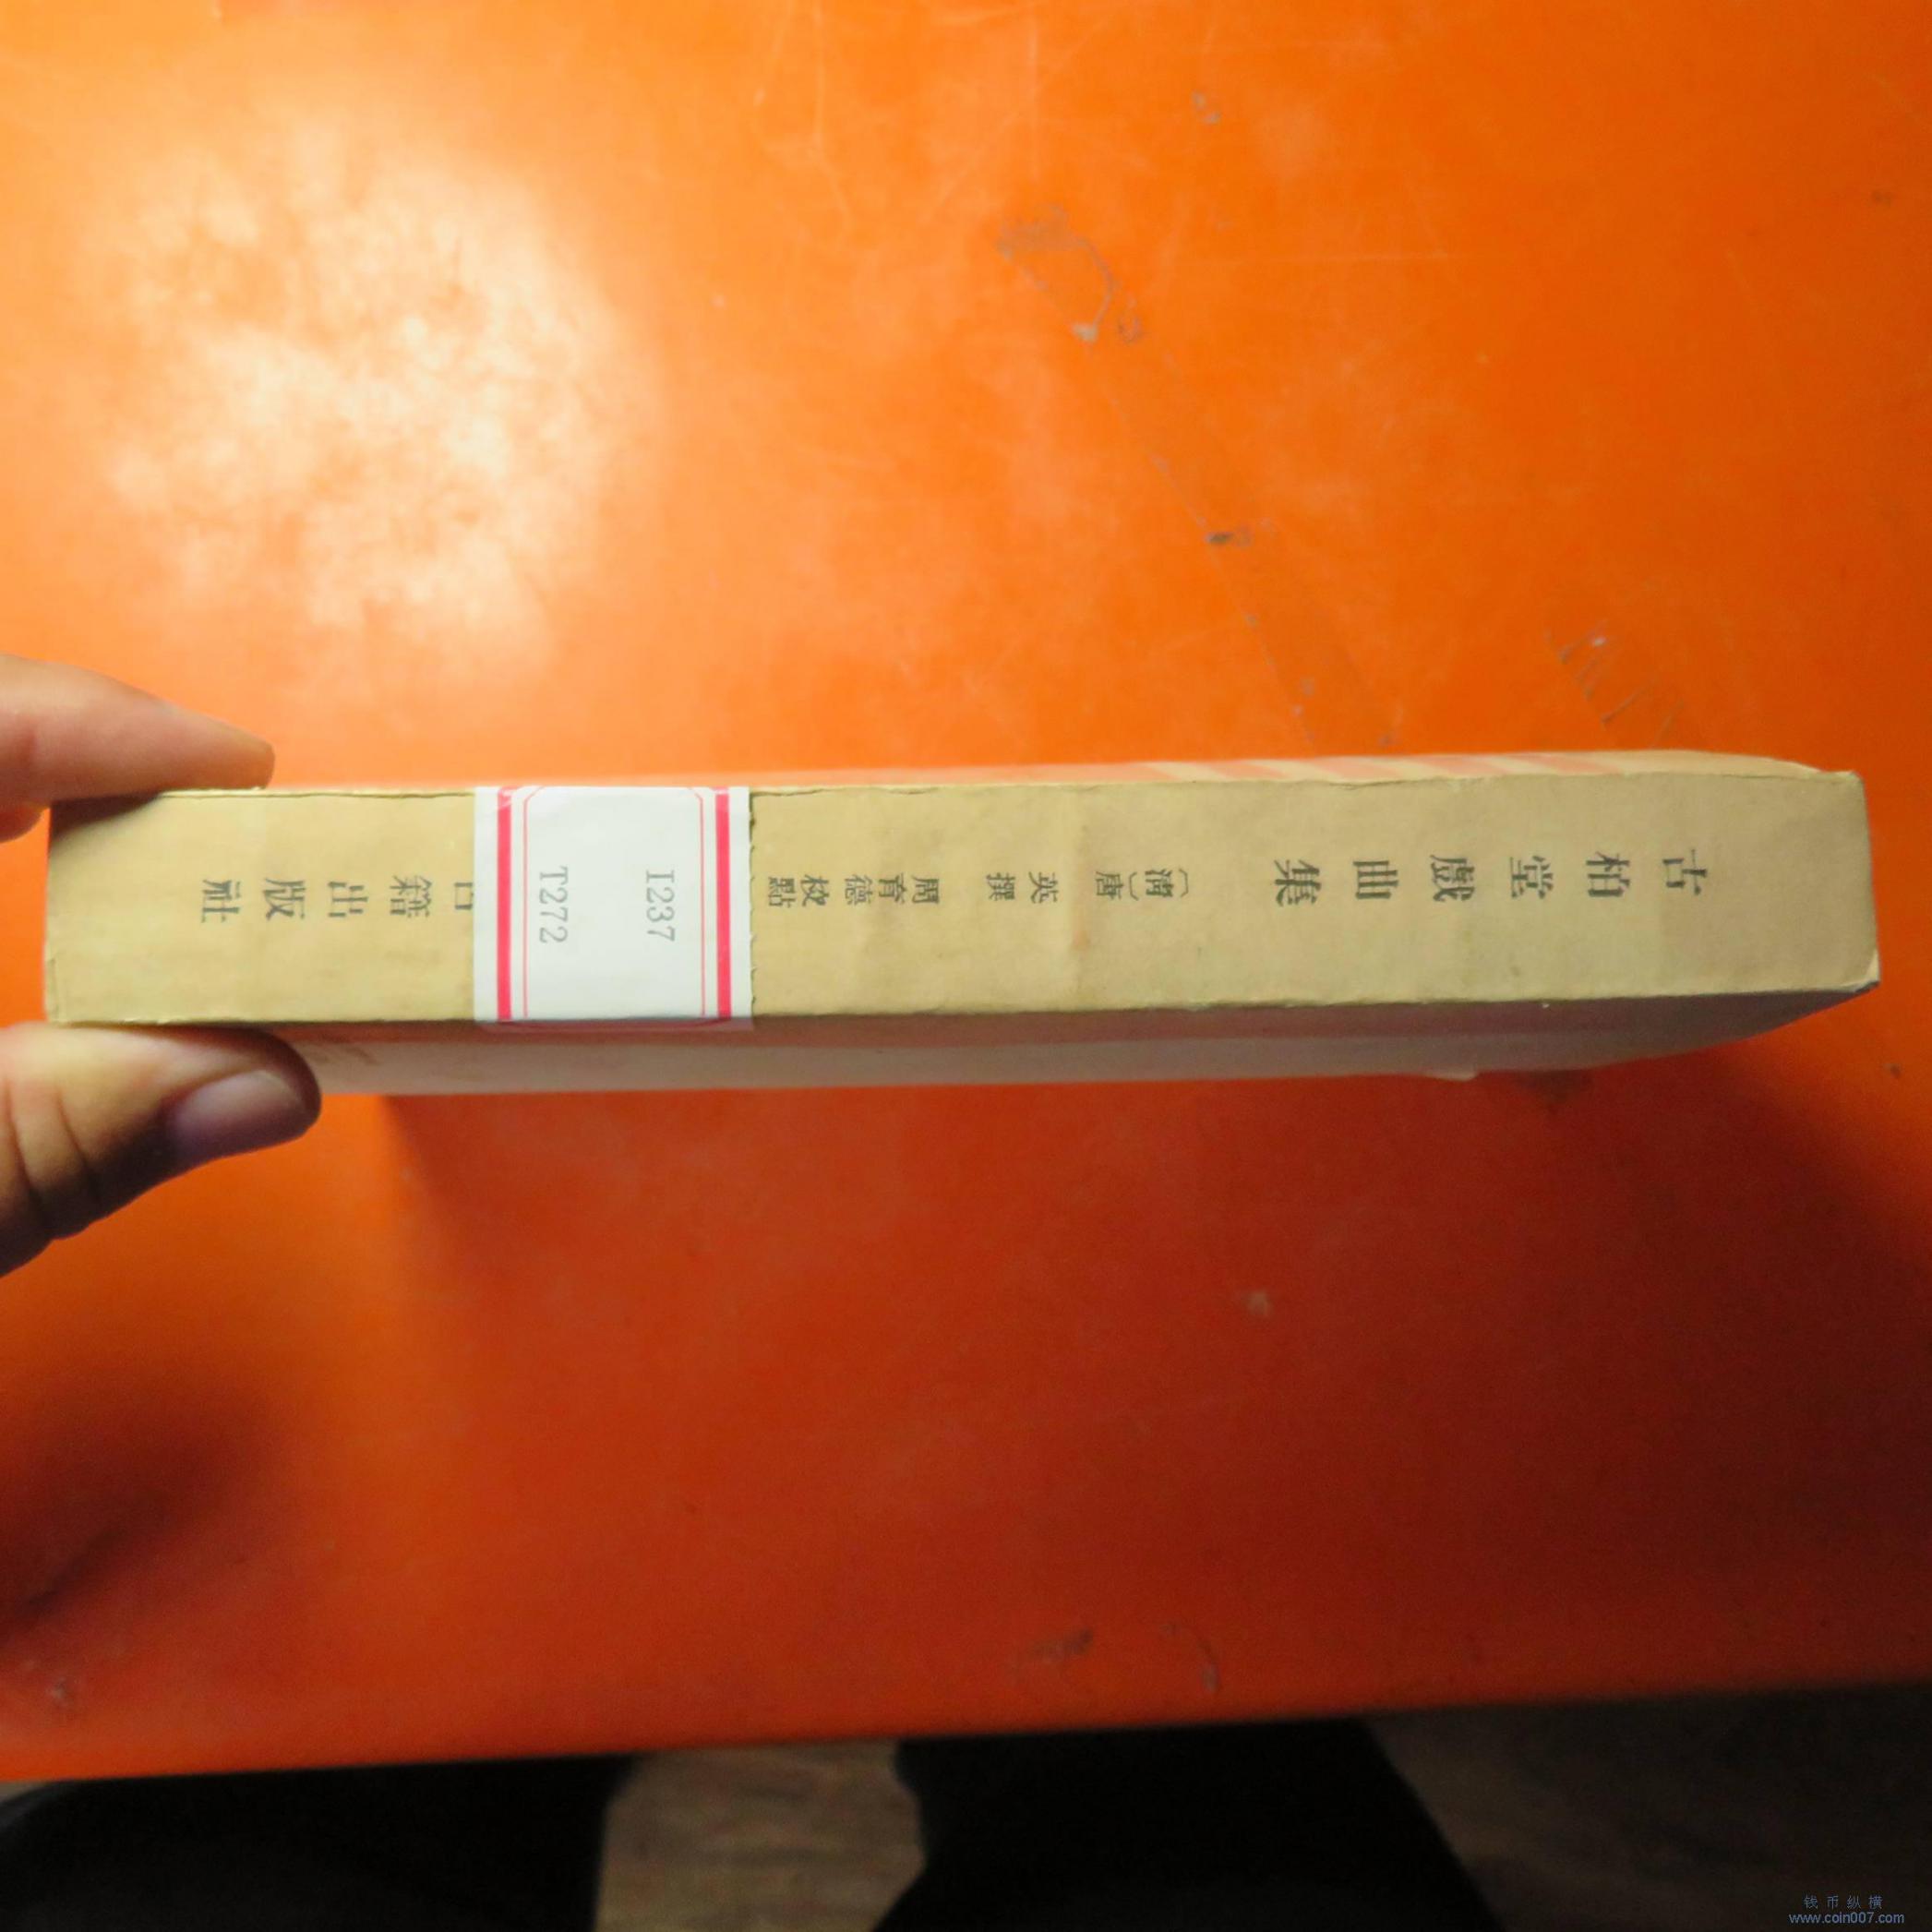 古柏堂戲曲集
〔清〕唐英撰
周育德校點
I237
T272
古籍出版社
钱币纵横
www.coin007.com